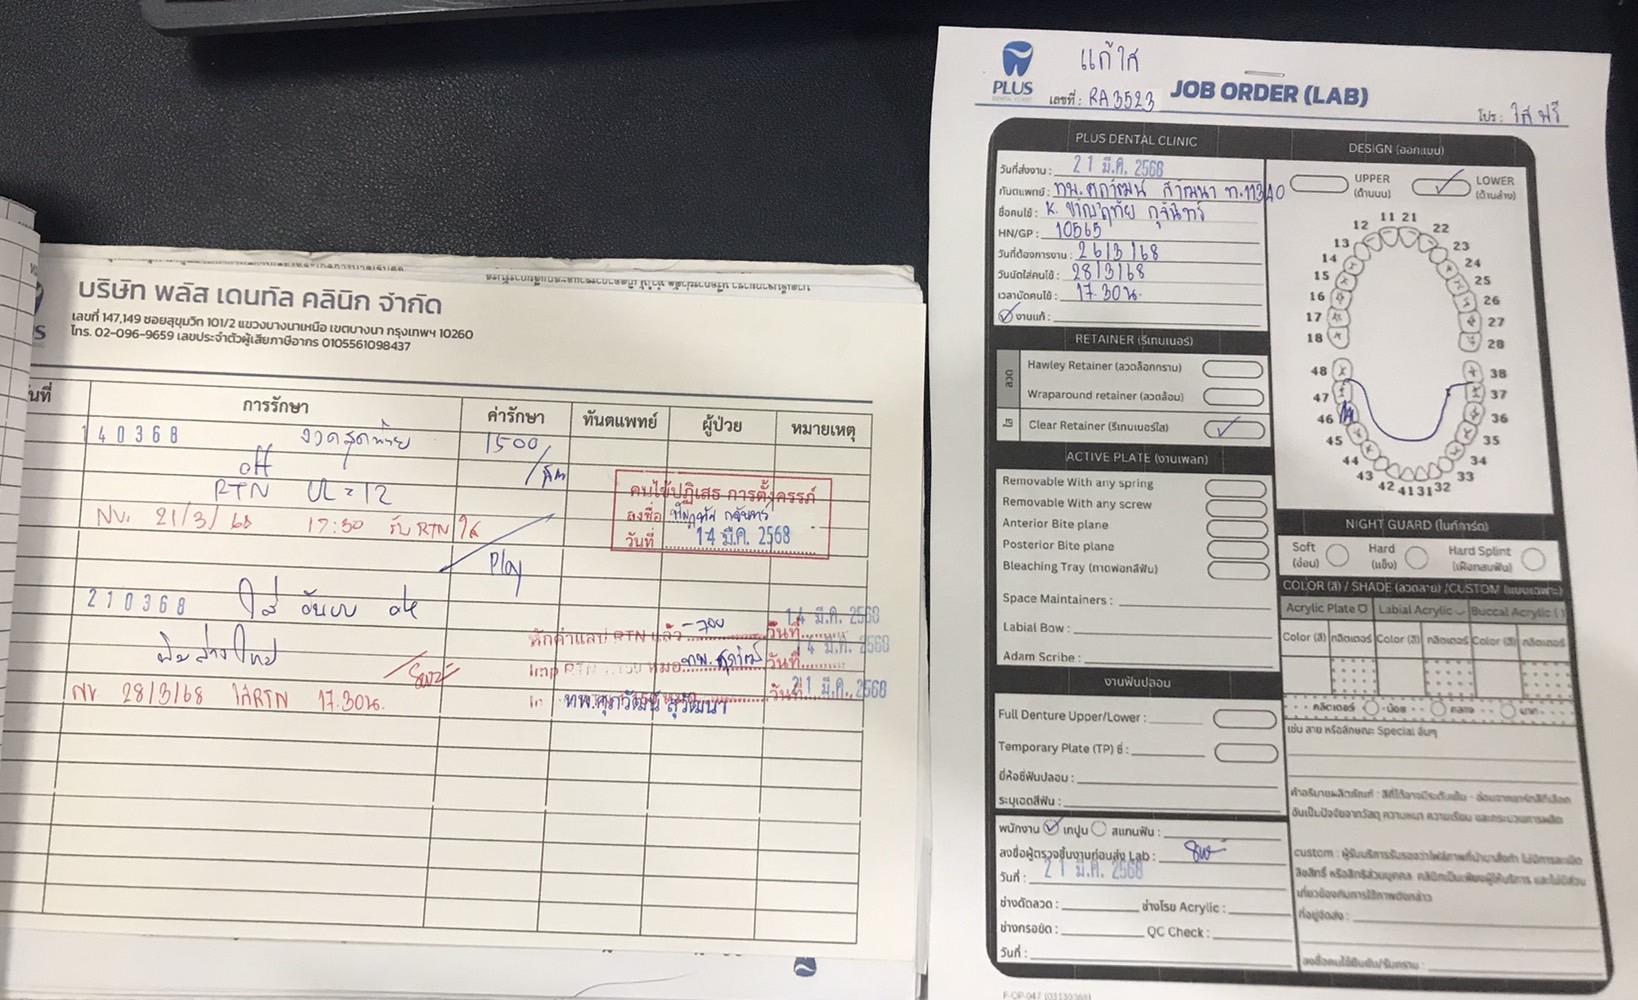 บริษัท พลัส เดนทัล คลินิก จำกัด
เลขที่ 147,149 ซอยสุขุมวิท 101/2 แขวงบางนาเหนือ เขตบางนา กรุงเทพฯ 10260
โทร. 02-096-9659 เลขประจำตัวผู้เสียภาษีอากร 0105561098437
การรักษา ค่ารักษา ทันตแพทย์ ผู้ป่วย หมายเหตุ
140368 งวดสุดท้าย 1500/
off
RTN UL = 12
NV. 21/3/68 17:30 รับ RTN ใส
คนไข้ปฏิเสธ การตั้งครรภ์
ลงชื่อ
วันที่ 14 มี.ค. 2568
Play
210368 ใส่ อันบน
พิมพ์ล่างใหม่
หักค่าแลป RTN แล้ว -700 วันที่ 14 มี.ค. 2568
วันที่ 14 มี.ค. 2568
NV 28/3/68 ใส่RTN 17.30น.
ทพ.ศุภวัฒน์ สุวัฒนา วันที่ 21 มี.ค. 2568
PLUS
DENTAL CLINIC
แก้ใส
เลขที่ : RA3523
JOB ORDER (LAB)
โปร : ใสฟรี
PLUS DENTAL CLINIC
วันที่ส่งงาน : 21 มี.ค. 2568
ทันตแพทย์ : ทพ.ศุภวัฒน์ สุวัฒนา ท.11340
ชื่อคนไข้ : K.
HN/GP : 10565
วันที่ต้องการงาน : 26/3/68
วันนัดใส่คนไข้ : 28/3/68
เวลานัดคนไข้ : 17.30น.
งานแก้ :
RETAINER (รีเทนเนอร์)
ลวด
Hawley Retainer (ลวดล็อกกราม)
Wraparound retainer (ลวดล้อม)
ใส
Clear Retainer (รีเทนเนอร์ใส)
ACTIVE PLATE (งานเพลท)
Removable With any spring
Removable With any screw
Anterior Bite plane
Posterior Bite plane
Bleaching Tray (ถาดฟอกสีฟัน)
Space Maintainers :
Labial Bow :
Adam Scribe :
งานฟันปลอม
Full Denture Upper/Lower :
Temporary Plate (TP) ซี่ :
ยี่ห้อซี่ฟันปลอม :
ระบุเฉดสีฟัน :
พนักงาน เทปูน สแกนฟัน :
ลงชื่อผู้ตรวจชิ้นงานก่อนส่ง Lab :
วันที่ : 21 มี.ค. 2568
ช่างดัดลวด : ช่างโรย Acrylic :
ช่างกรอขัด : QC Check :
วันที่ :
DESIGN (ออกแบบ)
UPPER
(ด้านบน)
LOWER
(ด้านล่าง)
11 21
12 22
13 23
14 24
15 25
16 26
17 27
18 28
48 38
47 37
46 36
45 35
44 34
43 33
42 41 31 32
NIGHT GUARD (ไนท์การ์ด)
Soft
(อ่อน)
Hard
(แข็ง)
Hard Splint
(เฝือกสบฟัน)
COLOR (สี) / SHADE (ลวดลาย) /CUSTOM (แบบเฉพาะ)
Acrylic Plate Labial Acrylic Buccal Acrylic ( )
Color (สี) กลิตเตอร์ Color (สี) กลิตเตอร์ Color (สี) กลิตเตอร์
กลิตเตอร์ น้อย กลาง มาก
เช่น ลาย หรือลักษณะ Special อื่นๆ
ที่อยู่จัดส่ง :